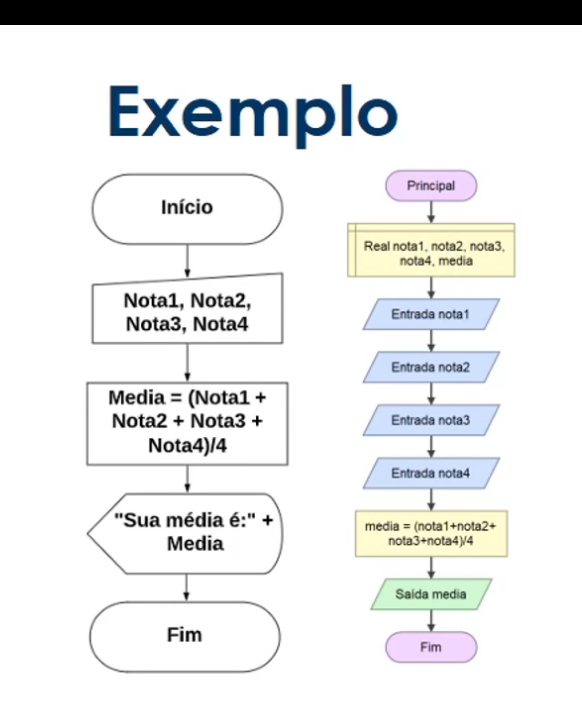 Exemplo
Início
Nota1, Nota2,
Nota3, Nota4
Media = (Nota1 +
Nota2 + Nota3 +
Nota4)/4
"Sua média é:" +
Media
Fim
Principal
Real nota1, nota2, nota3,
nota4, media
Entrada nota1
Entrada nota2
Entrada nota3
Entrada nota4
media = (nota1+nota2+
nota3+nota4)/4
Saída media
Fim